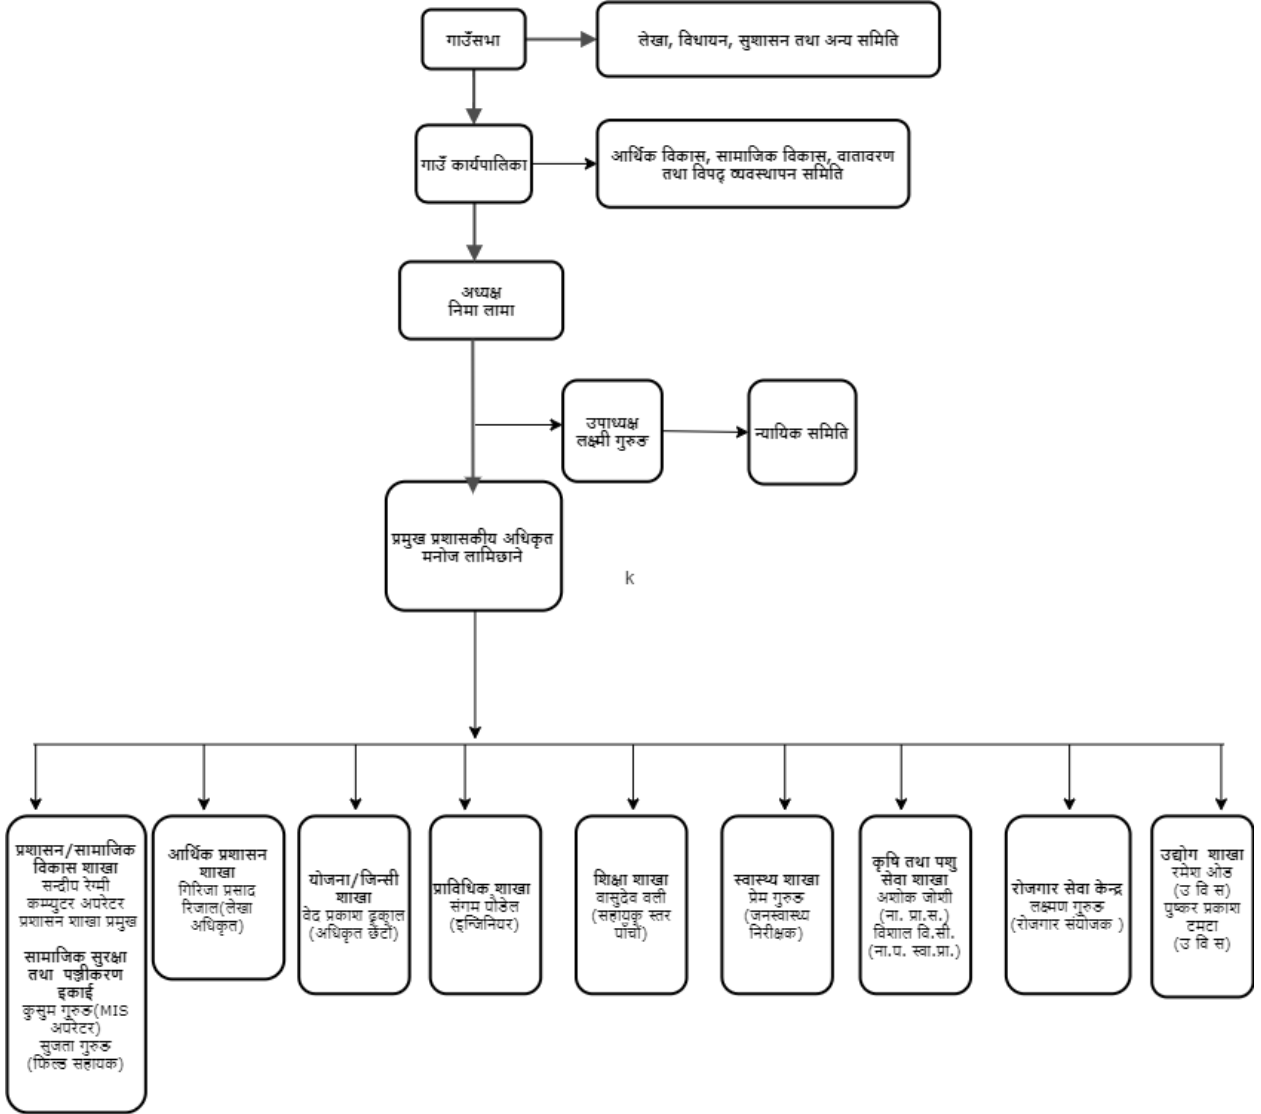 गाउँसभा
लेखा, विधायन, सुशासन तथा अन्य समिति
गाउँ कार्यपालिका
आर्थिक विकास, सामाजिक विकास, वातावरण
तथा विपद् व्यवस्थापन समिति
अध्यक्ष
निमा लामा
उपाध्यक्ष
लक्ष्मी गुरुङ
न्यायिक समिति
प्रमुख प्रशासकीय अधिकृत
मनोज लामिछाने
k
प्रशासन/सामाजिक
विकास शाखा
सन्दीप रेग्मी
कम्प्युटर अपरेटर
प्रशासन शाखा प्रमुख
सामाजिक सुरक्षा
तथा पञ्जीकरण
इकाई
कुसुम गुरुङ(MIS
अपरेटर)
सुजता गुरुङ
(फिल्ड सहायक)
आर्थिक प्रशासन
शाखा
गिरिजा प्रसाद
रिजाल(लेखा
अधिकृत)
योजना/जिन्सी
शाखा
वेद प्रकाश ढकाल
(अधिकृत छैटौं)
प्राविधिक शाखा
संगम पौडेल
(इन्जिनियर)
शिक्षा शाखा
वासुदेव वली
(सहायक स्तर
पाँचौं)
स्वास्थ्य शाखा
प्रेम गुरुङ
(जनस्वास्थ्य
निरीक्षक)
कृषि तथा पशु
सेवा शाखा
अशोक जोशी
(ना. प्रा.स.)
विशाल वि.सी.
(ना.प. स्वा.प्रा.)
रोजगार सेवा केन्द्र
लक्ष्मण गुरुङ
(रोजगार संयोजक )
उद्योग शाखा
रमेश ओड
(उ वि स)
पुष्कर प्रकाश
टमटा
(उ वि स)